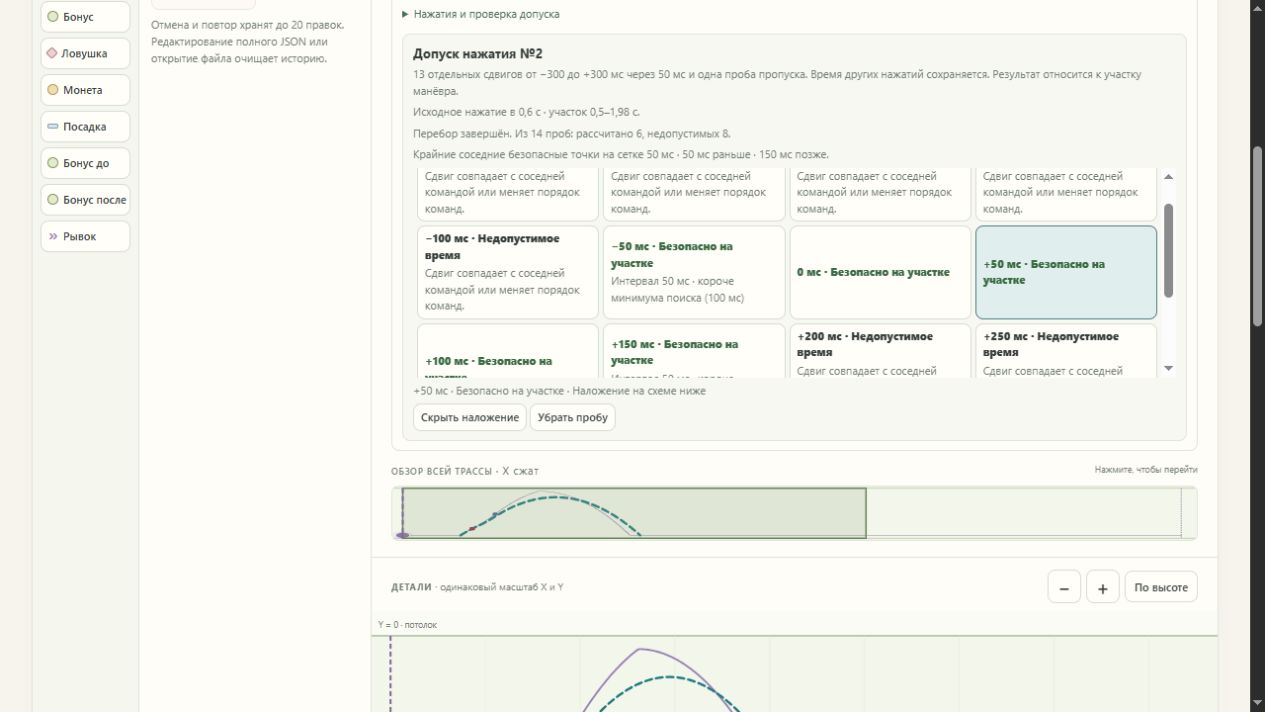 Бонус
Ловушка
Монета
Посадка
Бонус до
Бонус после
Рывок
Отмена и повтор хранят до 20 правок.
Редактирование полного JSON или
открытие файла очищает историю.
Нажатия и проверка допуска
Допуск нажатия №2
13 отдельных сдвигов от −300 до +300 мс через 50 мс и одна проба пропуска. Время других нажатий сохраняется. Результат относится к участку
манёвра.
Исходное нажатие в 0,6 с · участок 0,5–1,98 с.
Перебор завершён. Из 14 проб: рассчитано 6, недопустимых 8.
Крайние соседние безопасные точки на сетке 50 мс · 50 мс раньше · 150 мс позже.
Сдвиг совпадает с соседней
командой или меняет порядок
команд.
Сдвиг совпадает с соседней
командой или меняет порядок
команд.
Сдвиг совпадает с соседней
командой или меняет порядок
команд.
Сдвиг совпадает с соседней
командой или меняет порядок
команд.
−100 мс · Недопустимое
время
Сдвиг совпадает с соседней
командой или меняет порядок
команд.
−50 мс · Безопасно на
участке
Интервал 50 мс · короче
минимума поиска (100 мс)
0 мс · Безопасно на участке
+50 мс · Безопасно на
участке
+100 мс · Безопасно на
участке
+150 мс · Безопасно на
участке
Интервал 50 мс · короче
+200 мс · Недопустимое
время
Сдвиг совпадает с соседней
+250 мс · Недопустимое
время
Сдвиг совпадает с соседней
+50 мс · Безопасно на участке · Наложение на схеме ниже
Скрыть наложение
Убрать пробу
ОБЗОР ВСЕЙ ТРАССЫ · X сжат
Нажмите, чтобы перейти
ДЕТАЛИ · одинаковый масштаб X и Y
−
+
По высоте
Y = 0 · потолок